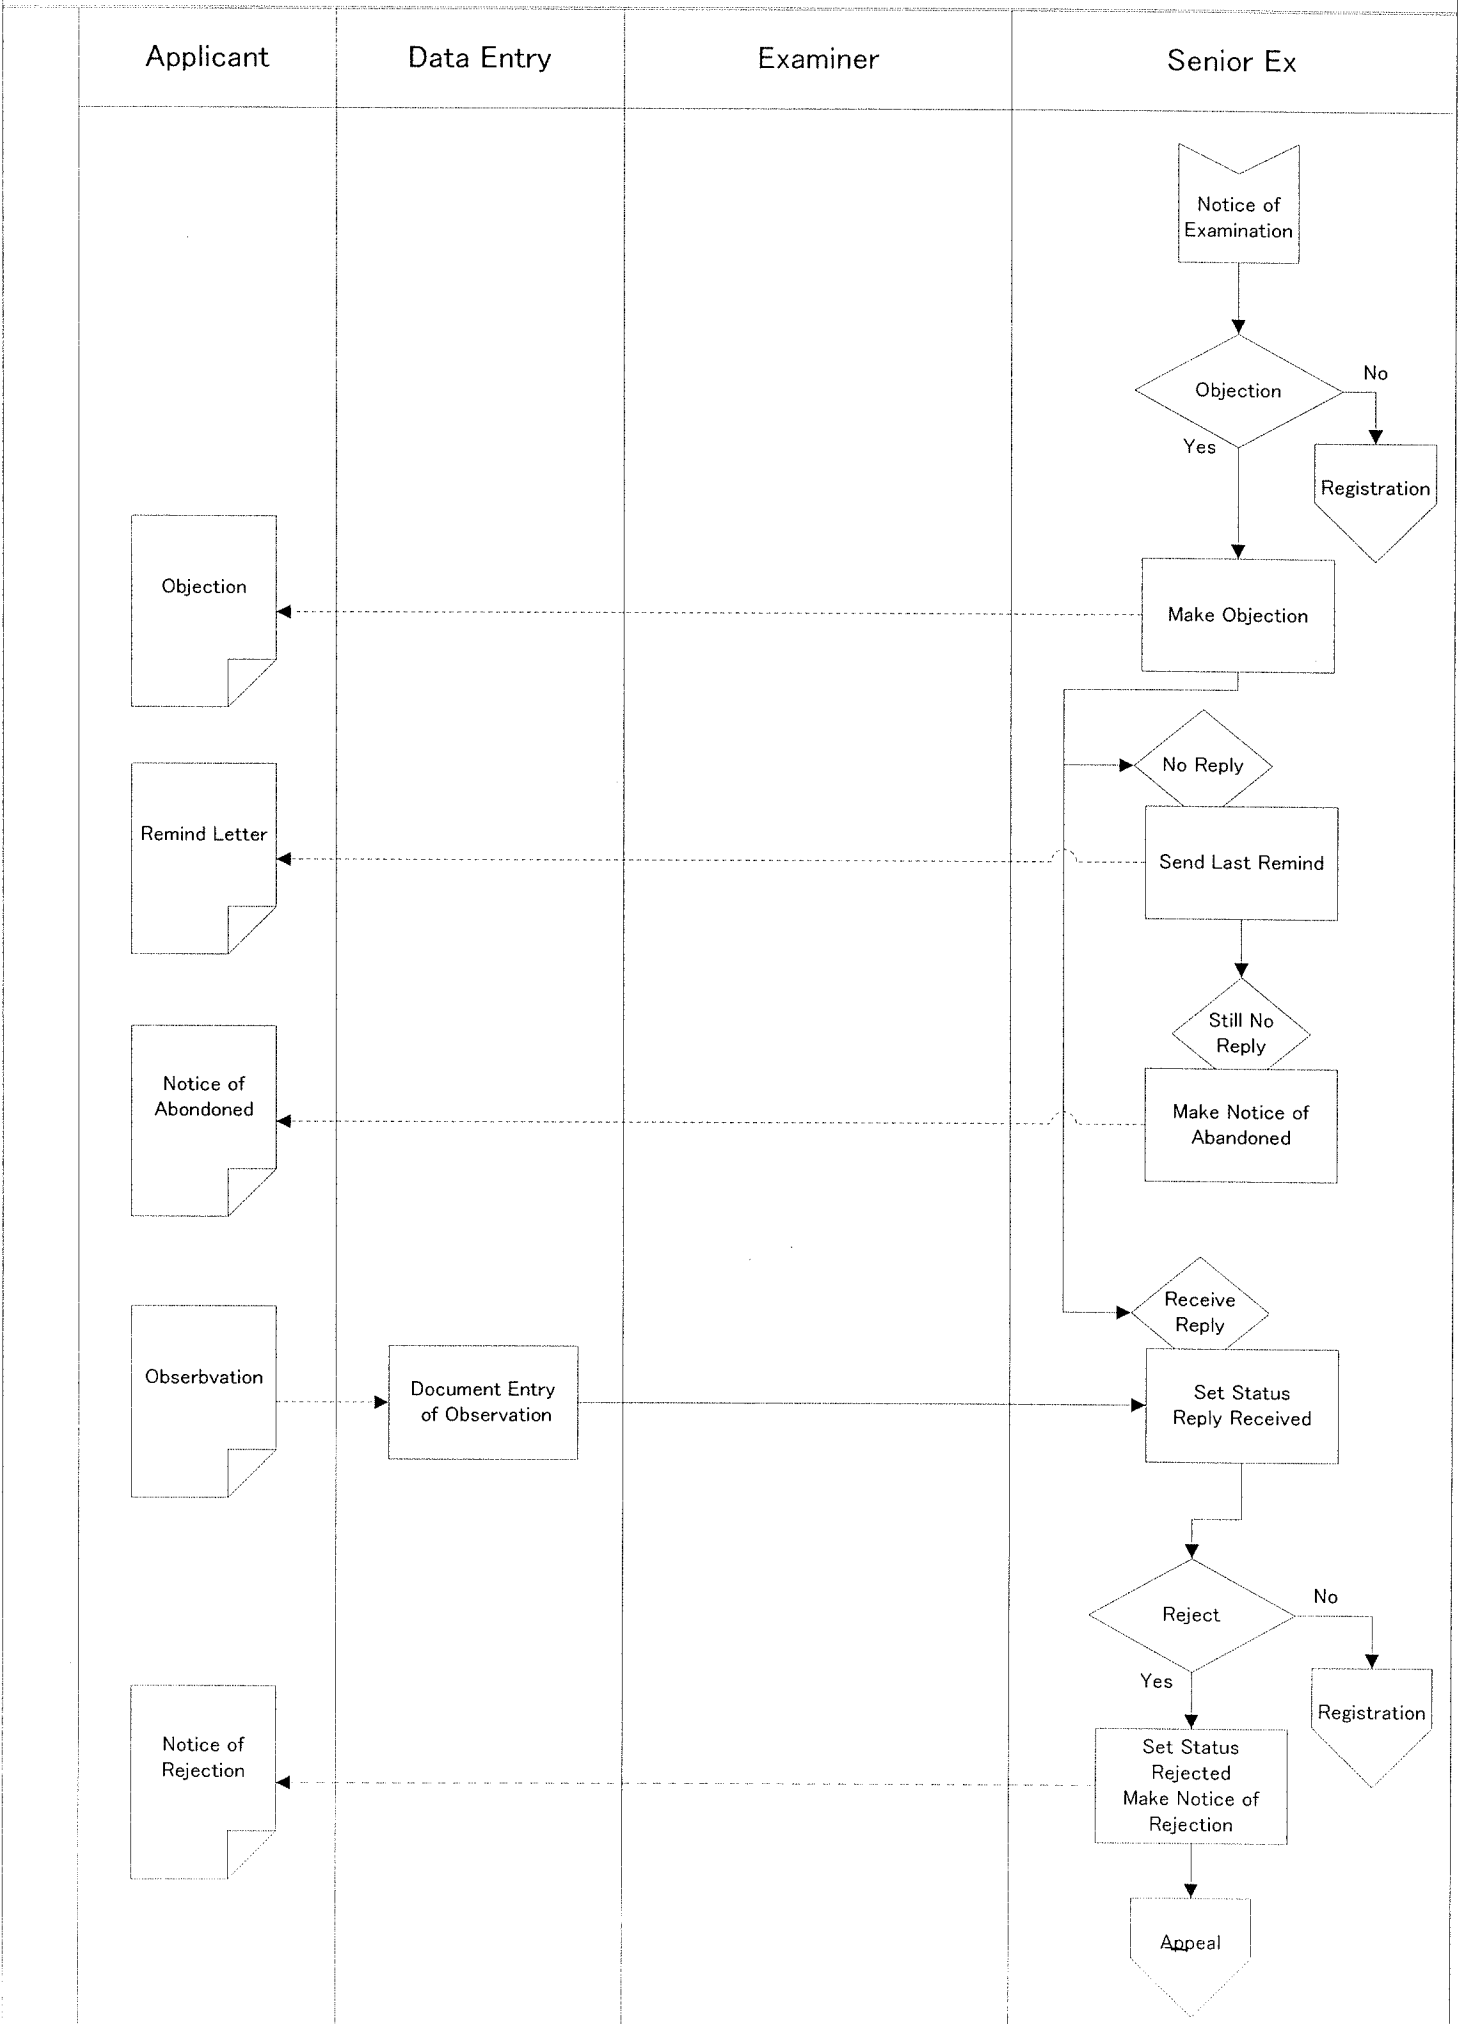 Applicant
Data Entry
Examiner
Senior Ex
Notice of
Examination
Objection
No
Yes
Registration
Objection
Make Objection
No Reply
Remind Letter
Send Last Remind
Still No
Reply
Notice of
Abondoned
Make Notice of
Abandoned
Receive
Reply
Obserbvation
Document Entry
of Observation
Set Status
Reply Received
Reject
No
Yes
Registration
Notice of
Rejection
Set Status
Rejected
Make Notice of
Rejection
Appeal